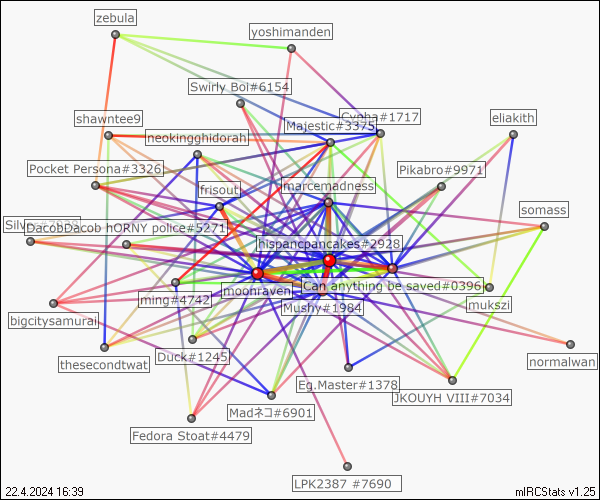 zebula
yoshimanden
Swirly Boi#6154
shawntee9
Cypha#1717
Majestic#3375
eliakith
neokingghidorah
Pocket Persona#3326
Pikabro#9971
frisout
marcemadness
somass
DacobDacob hORNY police#5271
hispancpancakes#2928
moonraven
Can anything be saved#0396
ming#4742
Mushy#1984
mukszi
bigcitysamurai
thesecondtwat
Duck#1245
normalwan
Eg.Master#1378
JKOUYH VIII#7034
Madネコ#6901
Fedora Stoat#4479
LPK2387 #7690
22.4.2024 16:39
mIRCStats v1.25